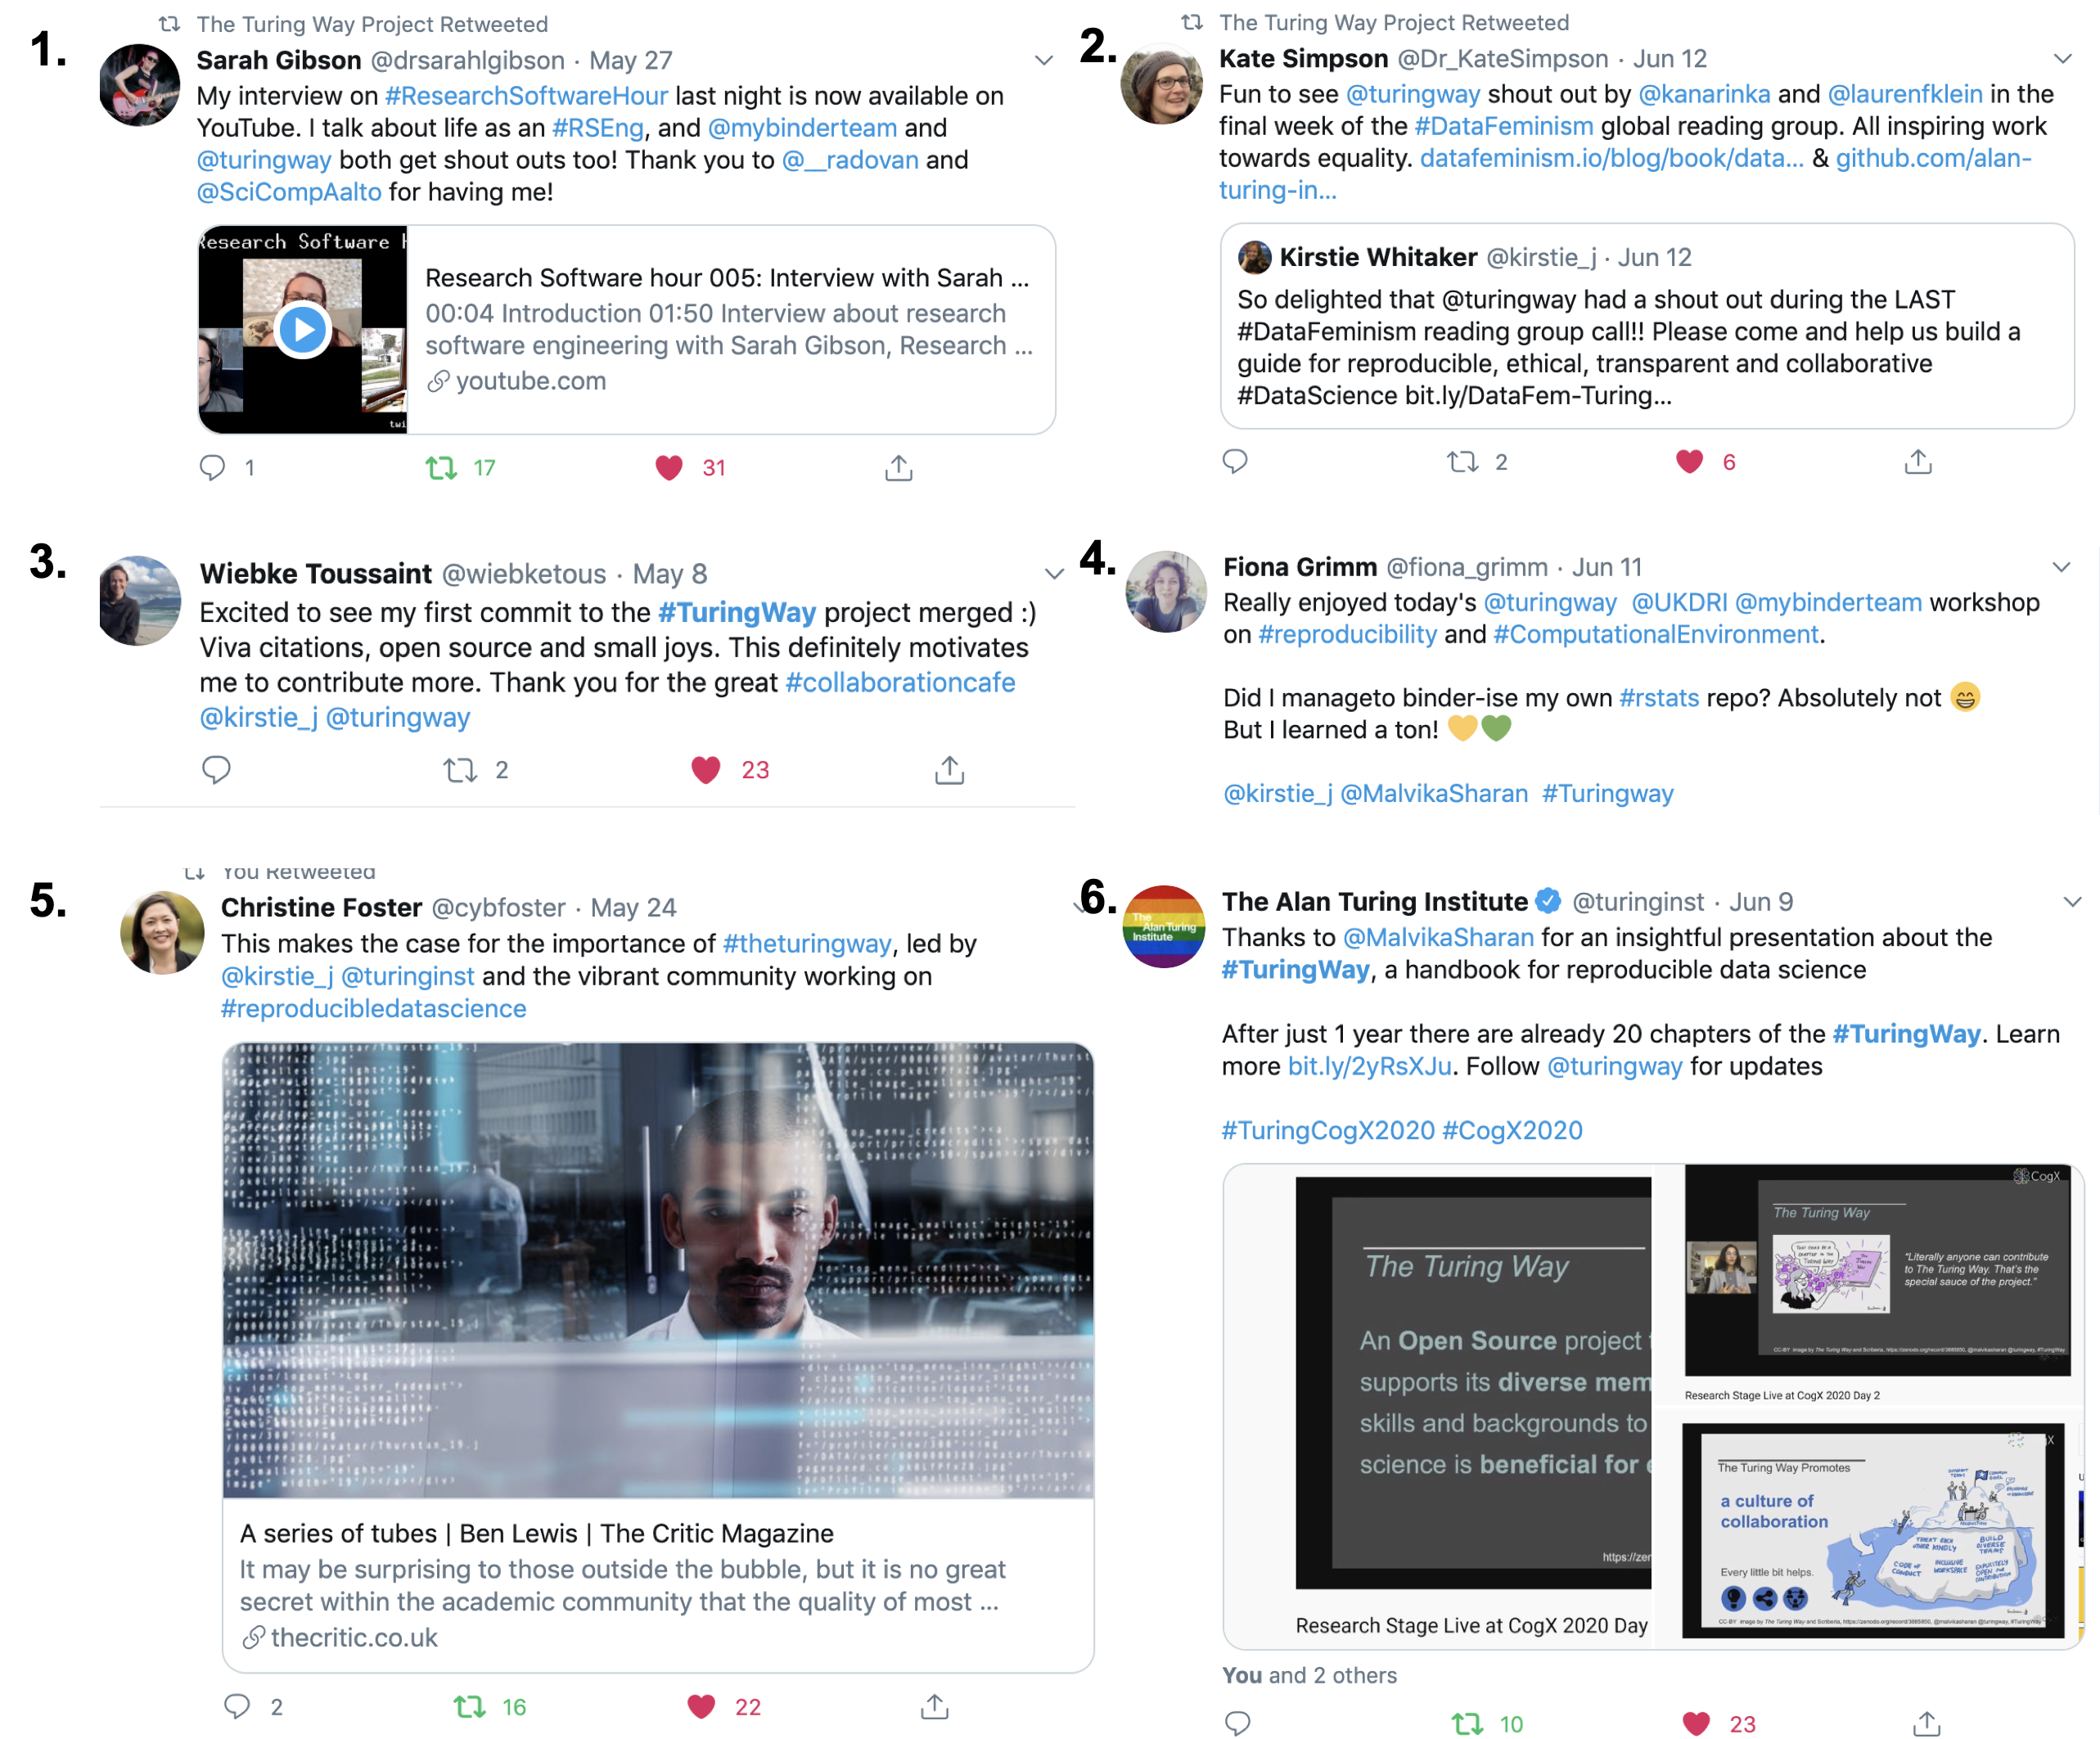 1.
The Turing Way Project Retweeted
Sarah Gibson @drsarahlgibson · May 27
My interview on #ResearchSoftwareHour last night is now available on
YouTube. I talk about life as an #RSEng, and @mybinderteam and
@turingway both get shout outs too! Thank you to @__radovan and
@SciCompAalto for having me!
Research Software H
twi
Research Software hour 005: Interview with Sarah ...
00:04 Introduction 01:50 Interview about research
software engineering with Sarah Gibson, Research ...
youtube.com
1 17 31
2.
The Turing Way Project Retweeted
Kate Simpson @Dr_KateSimpson · Jun 12
Fun to see @turingway shout out by @kanarinka and @laurenfklein in the
final week of the #DataFeminism global reading group. All inspiring work
towards equality. datafeminism.io/blog/book/data... & github.com/alan-
turing-in...
Kirstie Whitaker @kirstie_j · Jun 12
So delighted that @turingway had a shout out during the LAST
#DataFeminism reading group call!! Please come and help us build a
guide for reproducible, ethical, transparent and collaborative
#DataScience bit.ly/DataFem-Turing...
2 6
3.
Wiebke Toussaint @wiebketous · May 8
Excited to see my first commit to the #TuringWay project merged :)
Viva citations, open source and small joys. This definitely motivates
me to contribute more. Thank you for the great #collaborationcafe
@kirstie_j @turingway
2 23
4.
Fiona Grimm @fiona_grimm · Jun 11
Really enjoyed today's @turingway @UKDRI @mybinderteam workshop
on #reproducibility and #ComputationalEnvironment.
Did I manageto binder-ise my own #rstats repo? Absolutely not 😁
But I learned a ton! 💛💚
@kirstie_j @MalvikaSharan #Turingway
5.
You Retweeted
Christine Foster @cybfoster · May 24
This makes the case for the importance of #theturingway, led by
@kirstie_j @turinginst and the vibrant community working on
#reproducibledatascience
A series of tubes | Ben Lewis | The Critic Magazine
It may be surprising to those outside the bubble, but it is no great
secret within the academic community that the quality of most ...
thecritic.co.uk
2 16 22
6.
The Alan Turing Institute
The Alan Turing Institute @turinginst · Jun 9
Thanks to @MalvikaSharan for an insightful presentation about the
#TuringWay, a handbook for reproducible data science
After just 1 year there are already 20 chapters of the #TuringWay. Learn
more bit.ly/2yRsXJu. Follow @turingway for updates
#TuringCogX2020 #CogX2020
The Turing Way
An Open Source project
supports its diverse mem
skills and backgrounds to
science is beneficial for
https://zen
Research Stage Live at CogX 2020 Day
CogX
The Turing Way
"Literally anyone can contribute
to The Turing Way. That's the
special sauce of the project."
Research Stage Live at CogX 2020 Day 2
The Turing Way Promotes
a culture of
collaboration
TREAT EACH
OTHER KINDLY
BUILD
DIVERSE
TEAMS
CODE OF
CONDUCT
INCLUSIVE
WORKSPACE
Every little bit helps.
You and 2 others
10 23